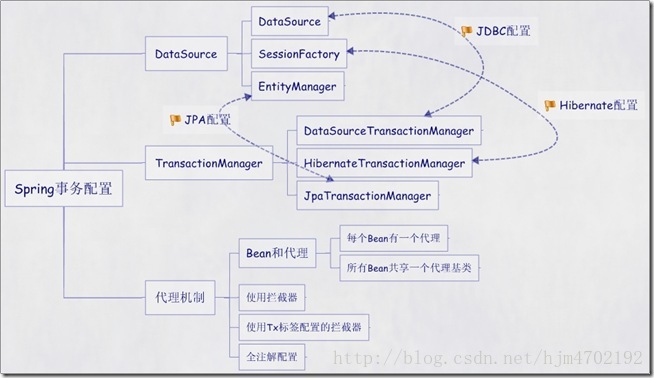 Spring事务配置
DataSource
DataSource
SessionFactory
EntityManager
JDBC配置
Hibernate配置
JPA配置
TransactionManager
DataSourceTransactionManager
HibernateTransactionManager
JpaTransactionManager
代理机制
Bean和代理
每个Bean有一个代理
所有Bean共享一个代理基类
使用拦截器
使用Tx标签配置的拦截器
全注解配置
http://blog.csdn.net/hjm4702192